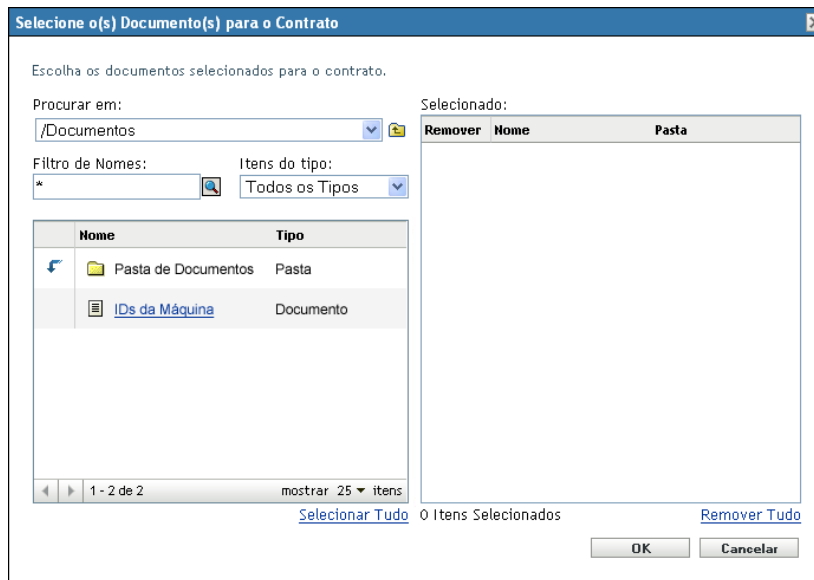 Selecione o(s) Documento(s) para o Contrato
Escolha os documentos selecionados para o contrato.
Procurar em:
/Documentos
Filtro de Nomes: Itens do tipo:
* Todos os Tipos
Nome Tipo
Pasta de Documentos Pasta
IDs da Máquina Documento
1 - 2 de 2 mostrar 25 itens
Selecionar Tudo
Selecionado:
Remover Nome Pasta
0 Itens Selecionados Remover Tudo
OK Cancelar